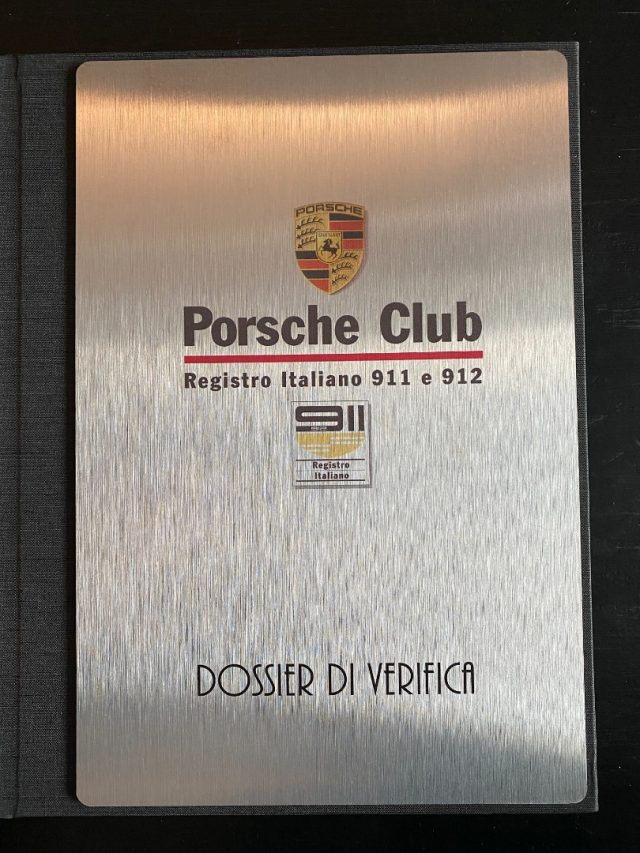 PORSCHE
Porsche Club
Registro Italiano 911 e 912
911
Registro
Italiano
DOSSIER DI VERIFICA